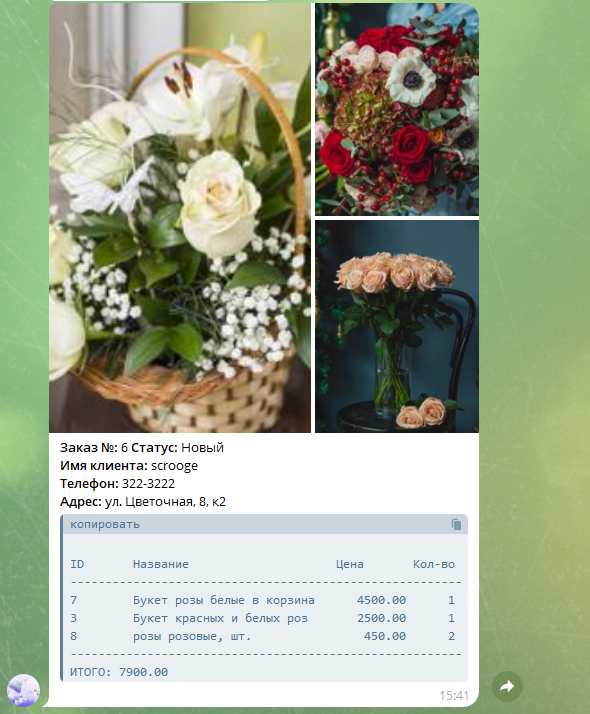 Заказ №: 6 Статус: Новый
Имя клиента: scrooge
Телефон: 322-3222
Адрес: ул. Цветочная, 8, к2
копировать
ID Название Цена Кол-во
--------------------------------------------------------
7 Букет розы белые в корзина 4500.00 1
3 Букет красных и белых роз 2500.00 1
8 розы розовые, шт. 450.00 2
--------------------------------------------------------
ИТОГО: 7900.00
15:41